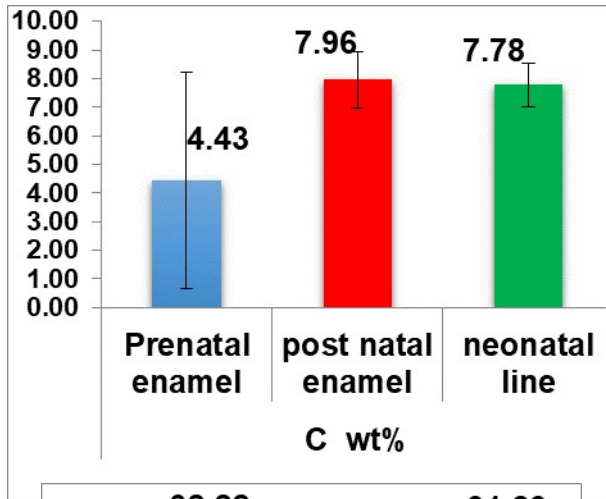 10.00
9.00
8.00
7.00
6.00
5.00
4.00
3.00
2.00
1.00
0.00
4.43
7.96
7.78
Prenatal
enamel
post natal
enamel
neonatal
line
C wt%